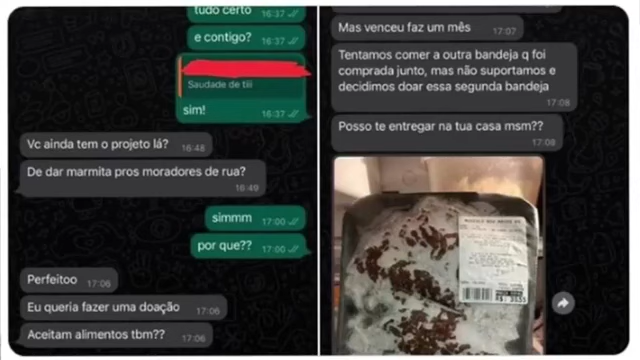 tudo certo
16:37
e contigo?
16:37
Saudade de tiii
sim!
16:37
Vc ainda tem o projeto lá?
16:48
De dar marmita pros moradores de rua?
16:49
simmm
17:00
por que??
17:00
Perfeitoo
17:06
Eu queria fazer uma doação
17:06
Aceitam alimentos tbm??
17:06
Mas venceu faz um mês
17:07
Tentamos comer a outra bandeja q foi
comprada junto, mas não suportamos e
decidimos doar essa segunda bandeja
17:08
Posso te entregar na tua casa msm??
17:08
R$: